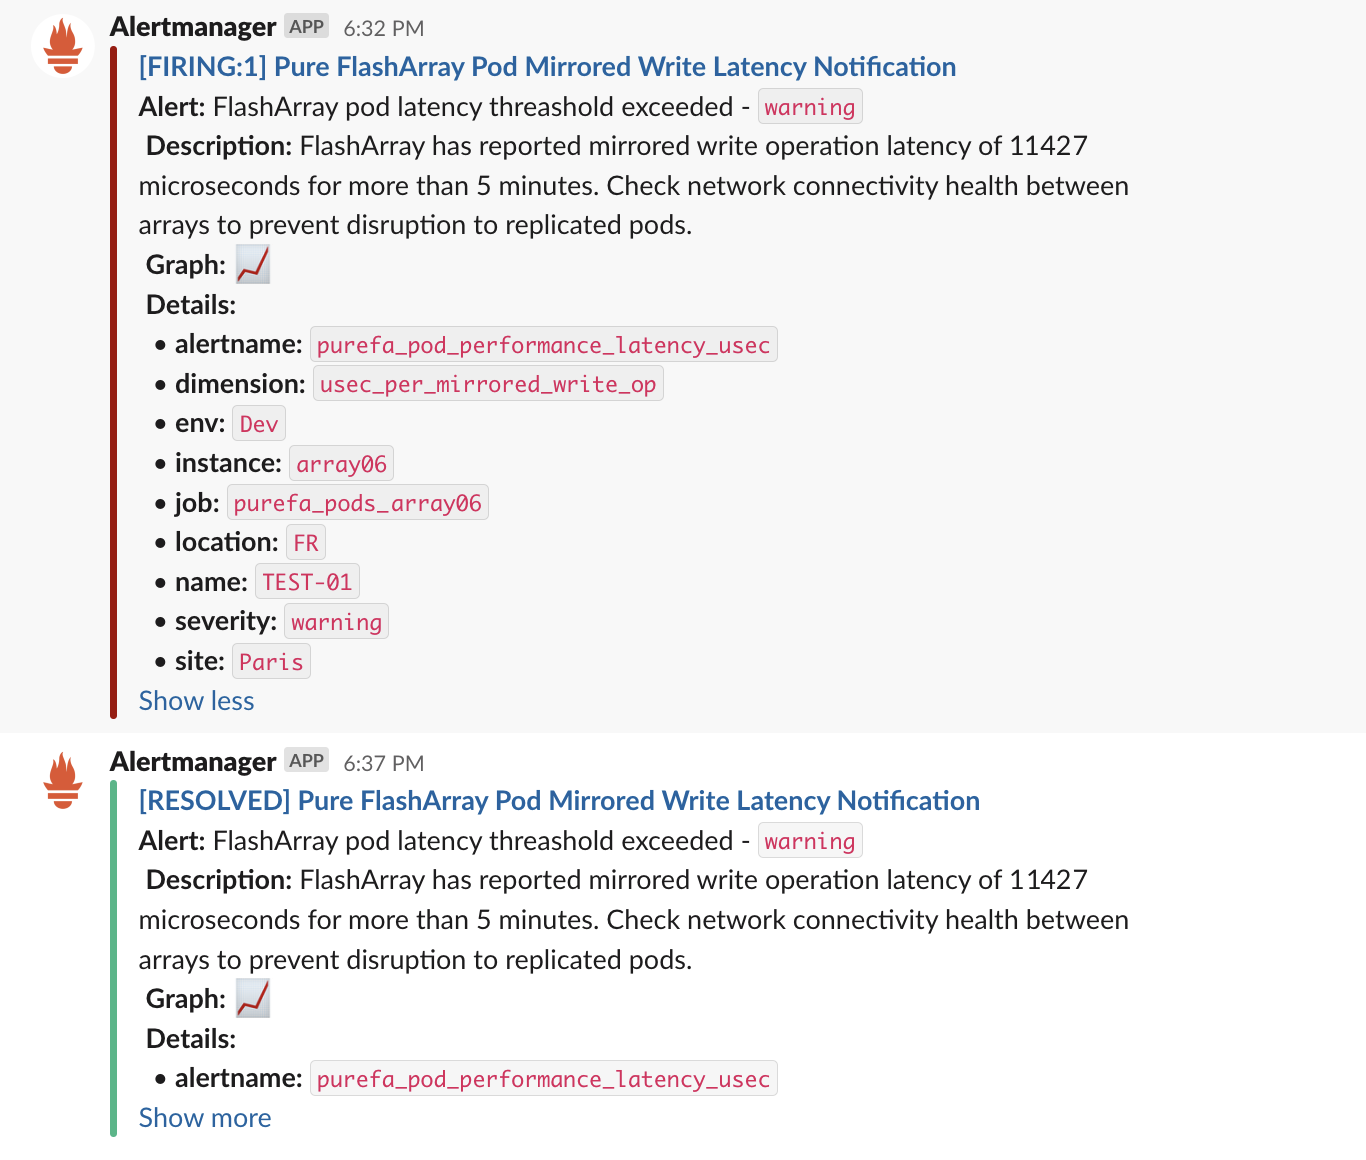 Alertmanager APP 6:32 PM
[FIRING:1] Pure FlashArray Pod Mirrored Write Latency Notification
Alert: FlashArray pod latency threashold exceeded - warning
Description: FlashArray has reported mirrored write operation latency of 11427
microseconds for more than 5 minutes. Check network connectivity health between
arrays to prevent disruption to replicated pods.
Graph:
Details:
• alertname: purefa_pod_performance_latency_usec
• dimension: usec_per_mirrored_write_op
• env: Dev
• instance: array06
• job: purefa_pods_array06
• location: FR
• name: TEST-01
• severity: warning
• site: Paris
Show less
Alertmanager APP 6:37 PM
[RESOLVED] Pure FlashArray Pod Mirrored Write Latency Notification
Alert: FlashArray pod latency threashold exceeded - warning
Description: FlashArray has reported mirrored write operation latency of 11427
microseconds for more than 5 minutes. Check network connectivity health between
arrays to prevent disruption to replicated pods.
Graph:
Details:
• alertname: purefa_pod_performance_latency_usec
Show more